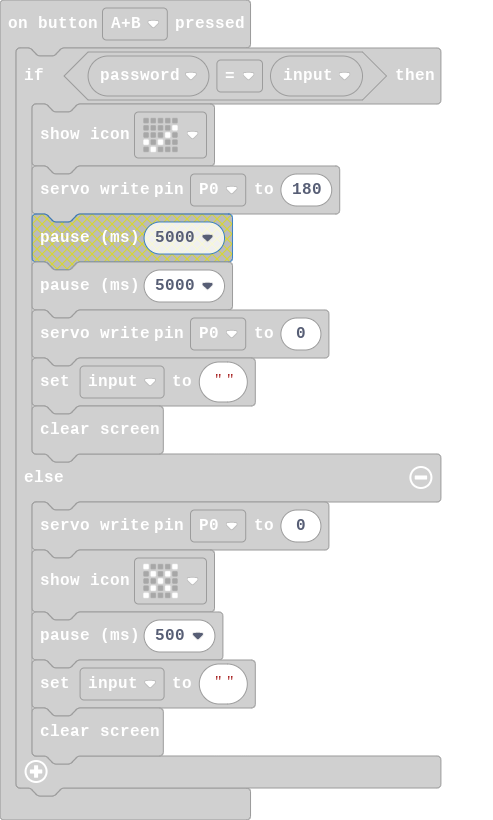 on button A+B pressed
if password = input then
show icon
servo write pin P0 to 180
pause (ms) 5000
pause (ms) 5000
servo write pin P0 to 0
set input to " "
clear screen
else
servo write pin P0 to 0
show icon
pause (ms) 500
set input to " "
clear screen